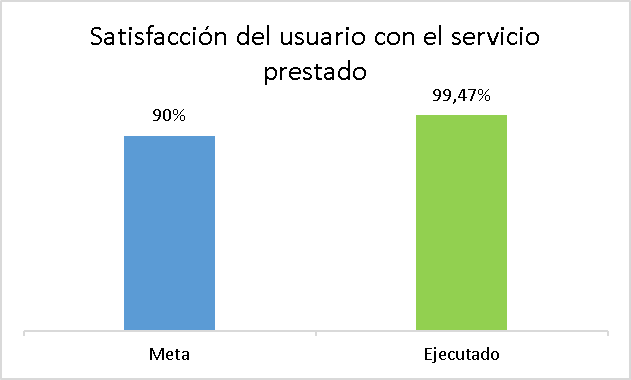 Satisfacción del usuario con el servicio
prestado
99,47%
90%
Meta
Ejecutado